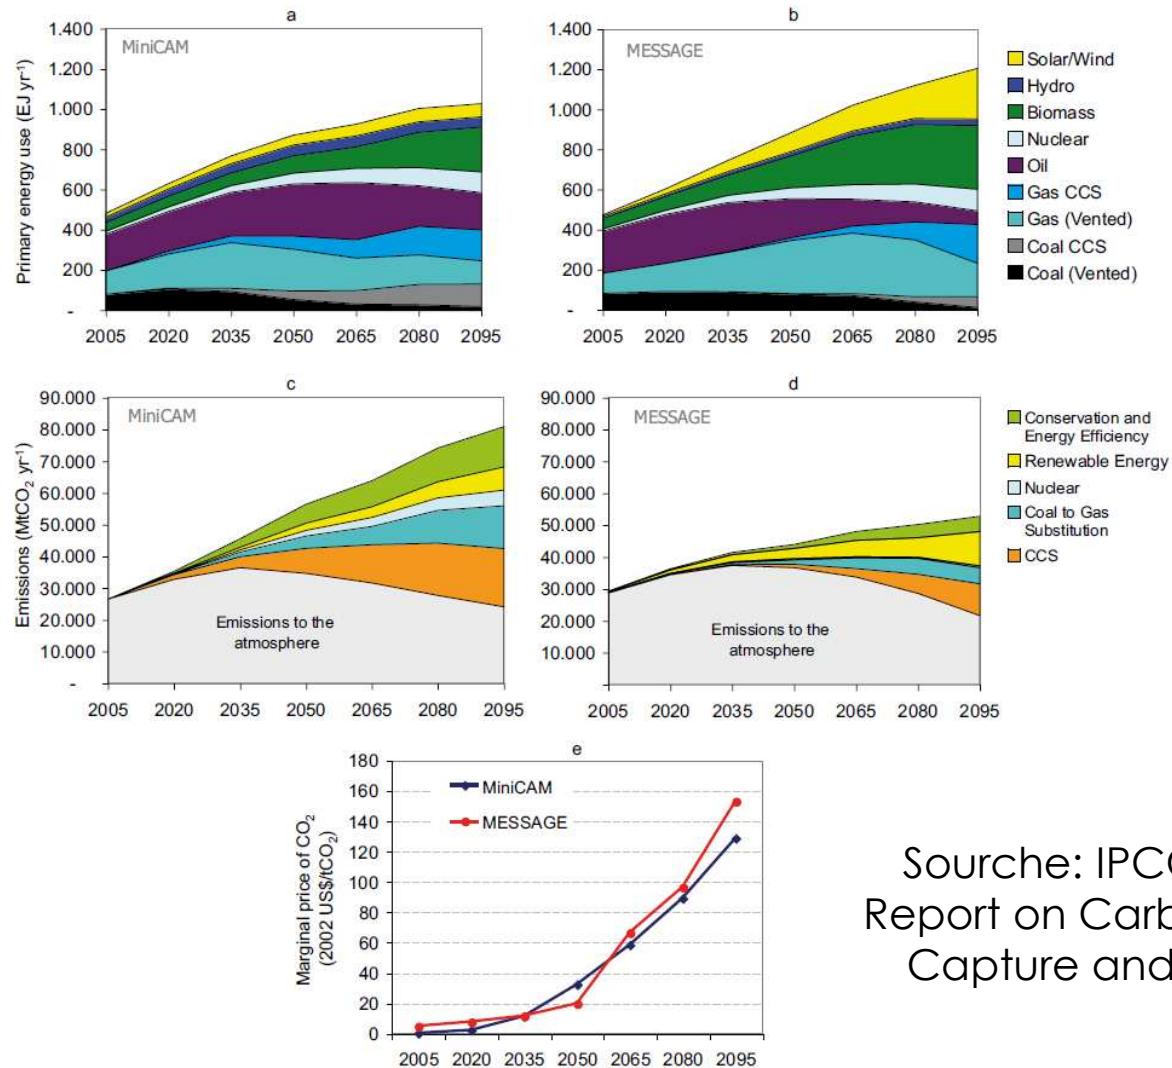 a
MiniCAM
Primary energy use (EJ yr⁻¹)
1.400
1.200
1.000
800
600
400
200
-
2005 2020 2035 2050 2065 2080 2095
b
MESSAGE
1.400
1.200
1.000
800
600
400
200
-
2005 2020 2035 2050 2065 2080 2095
Solar/Wind
Hydro
Biomass
Nuclear
Oil
Gas CCS
Gas (Vented)
Coal CCS
Coal (Vented)
c
MiniCAM
Emissions (MtCO₂ yr⁻¹)
90.000
80.000
70.000
60.000
50.000
40.000
30.000
20.000
10.000
-
Emissions to the
atmosphere
2005 2020 2035 2050 2065 2080 2095
d
MESSAGE
90.000
80.000
70.000
60.000
50.000
40.000
30.000
20.000
10.000
-
Emissions to the
atmosphere
2005 2020 2035 2050 2065 2080 2095
Conservation and
Energy Efficiency
Renewable Energy
Nuclear
Coal to Gas
Substitution
CCS
e
Marginal price of CO₂
(2002 US$/tCO₂)
180
160
140
120
100
80
60
40
20
0
MiniCAM
MESSAGE
2005 2020 2035 2050 2065 2080 2095
Sourche: IPC
Report on Carb
Capture and